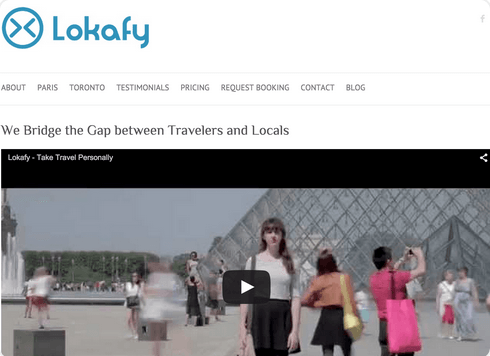 Lokafy
ABOUT PARIS TORONTO TESTIMONIALS PRICING REQUEST BOOKING CONTACT BLOG
We Bridge the Gap between Travelers and Locals
Lokafy - Take Travel Personally